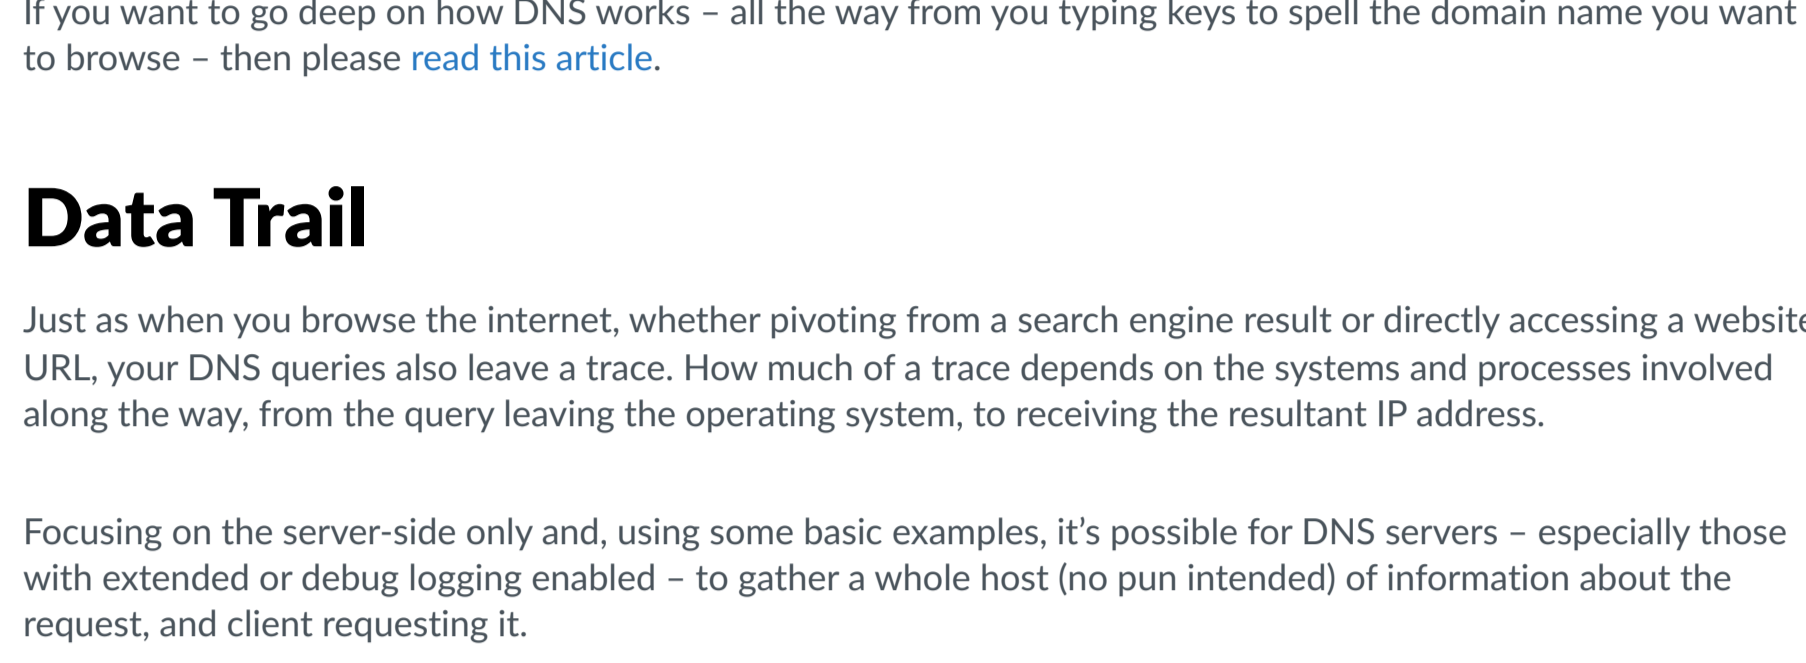 If you want to go deep on how DNS works – all the way from you typing keys to spell the domain name you want
to browse – then please read this article.
Data Trail
Just as when you browse the internet, whether pivoting from a search engine result or directly accessing a website
URL, your DNS queries also leave a trace. How much of a trace depends on the systems and processes involved
along the way, from the query leaving the operating system, to receiving the resultant IP address.
Focusing on the server-side only and, using some basic examples, it’s possible for DNS servers – especially those
with extended or debug logging enabled – to gather a whole host (no pun intended) of information about the
request, and client requesting it.